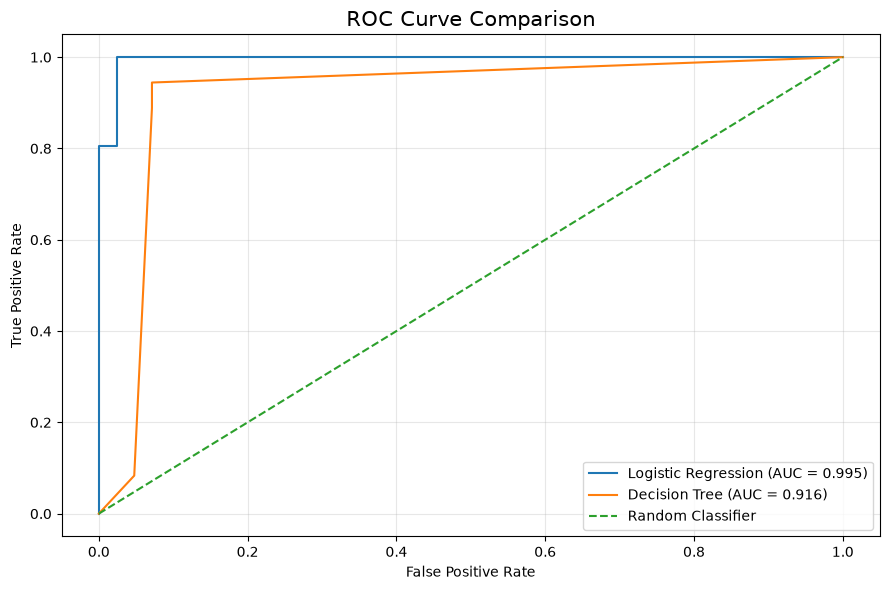 ROC Curve Comparison
True Positive Rate
1.0
0.8
0.6
0.4
0.2
0.0
0.0 0.2 0.4 0.6 0.8 1.0
False Positive Rate
Logistic Regression (AUC = 0.995)
Decision Tree (AUC = 0.916)
Random Classifier